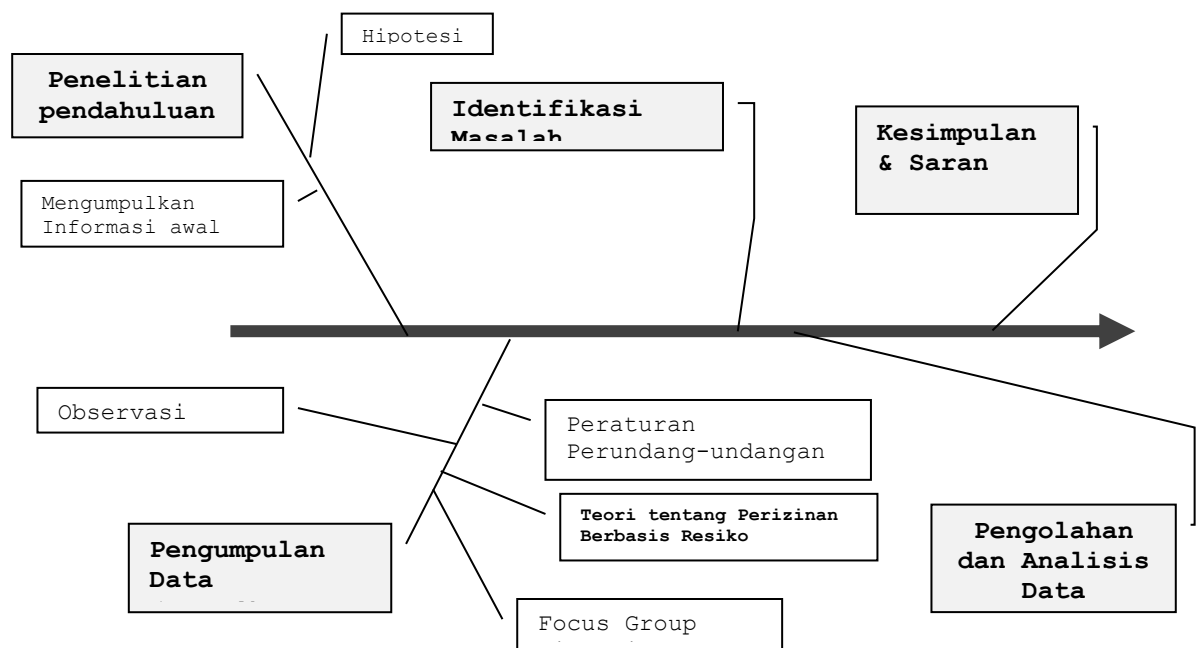 Hipotesi
Penelitian
pendahuluan
Identifikasi
Masalah
Kesimpulan
& Saran
Mengumpulkan
Informasi awal
Observasi
Peraturan
Perundang-undangan
Teori tentang Perizinan
Berbasis Resiko
Pengumpulan
Data
Pengolahan
dan Analisis
Data
Focus Group